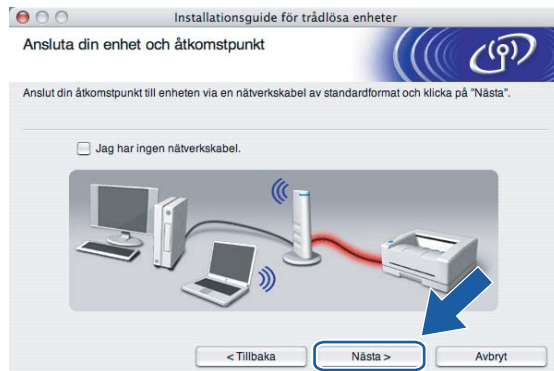 Installationsguide för trådlösa enheter
Ansluta din enhet och åtkomstpunkt
Anslut din åtkomstpunkt till enheten via en nätverkskabel av standardformat och klicka på "Nästa".
Jag har ingen nätverkskabel.
< Tillbaka
Nästa >
Avbryt